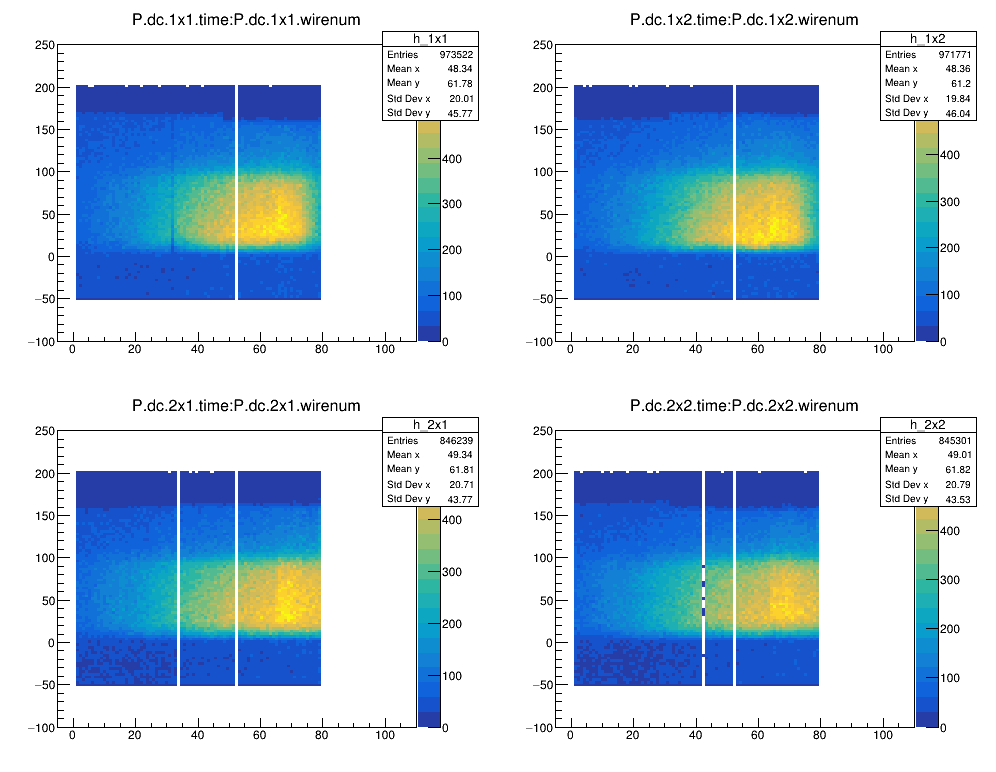 P.dc.1x1.time:P.dc.1x1.wirenum
h_1x1
Entries 973522
Mean x 48.34
Mean y 61.78
Std Dev x 20.01
Std Dev y 45.77
250
200
150
100
50
0
−50
−100
0 20 40 60 80 100
400
300
200
100
0
P.dc.1x2.time:P.dc.1x2.wirenum
h_1x2
Entries 971771
Mean x 48.36
Mean y 61.2
Std Dev x 19.84
Std Dev y 46.04
250
200
150
100
50
0
−50
−100
0 20 40 60 80 100
400
300
200
100
0
P.dc.2x1.time:P.dc.2x1.wirenum
h_2x1
Entries 846239
Mean x 49.34
Mean y 61.81
Std Dev x 20.71
Std Dev y 43.77
250
200
150
100
50
0
−50
−100
0 20 40 60 80 100
400
300
200
100
0
P.dc.2x2.time:P.dc.2x2.wirenum
h_2x2
Entries 845301
Mean x 49.01
Mean y 61.82
Std Dev x 20.79
Std Dev y 43.53
250
200
150
100
50
0
−50
−100
0 20 40 60 80 100
400
300
200
100
0